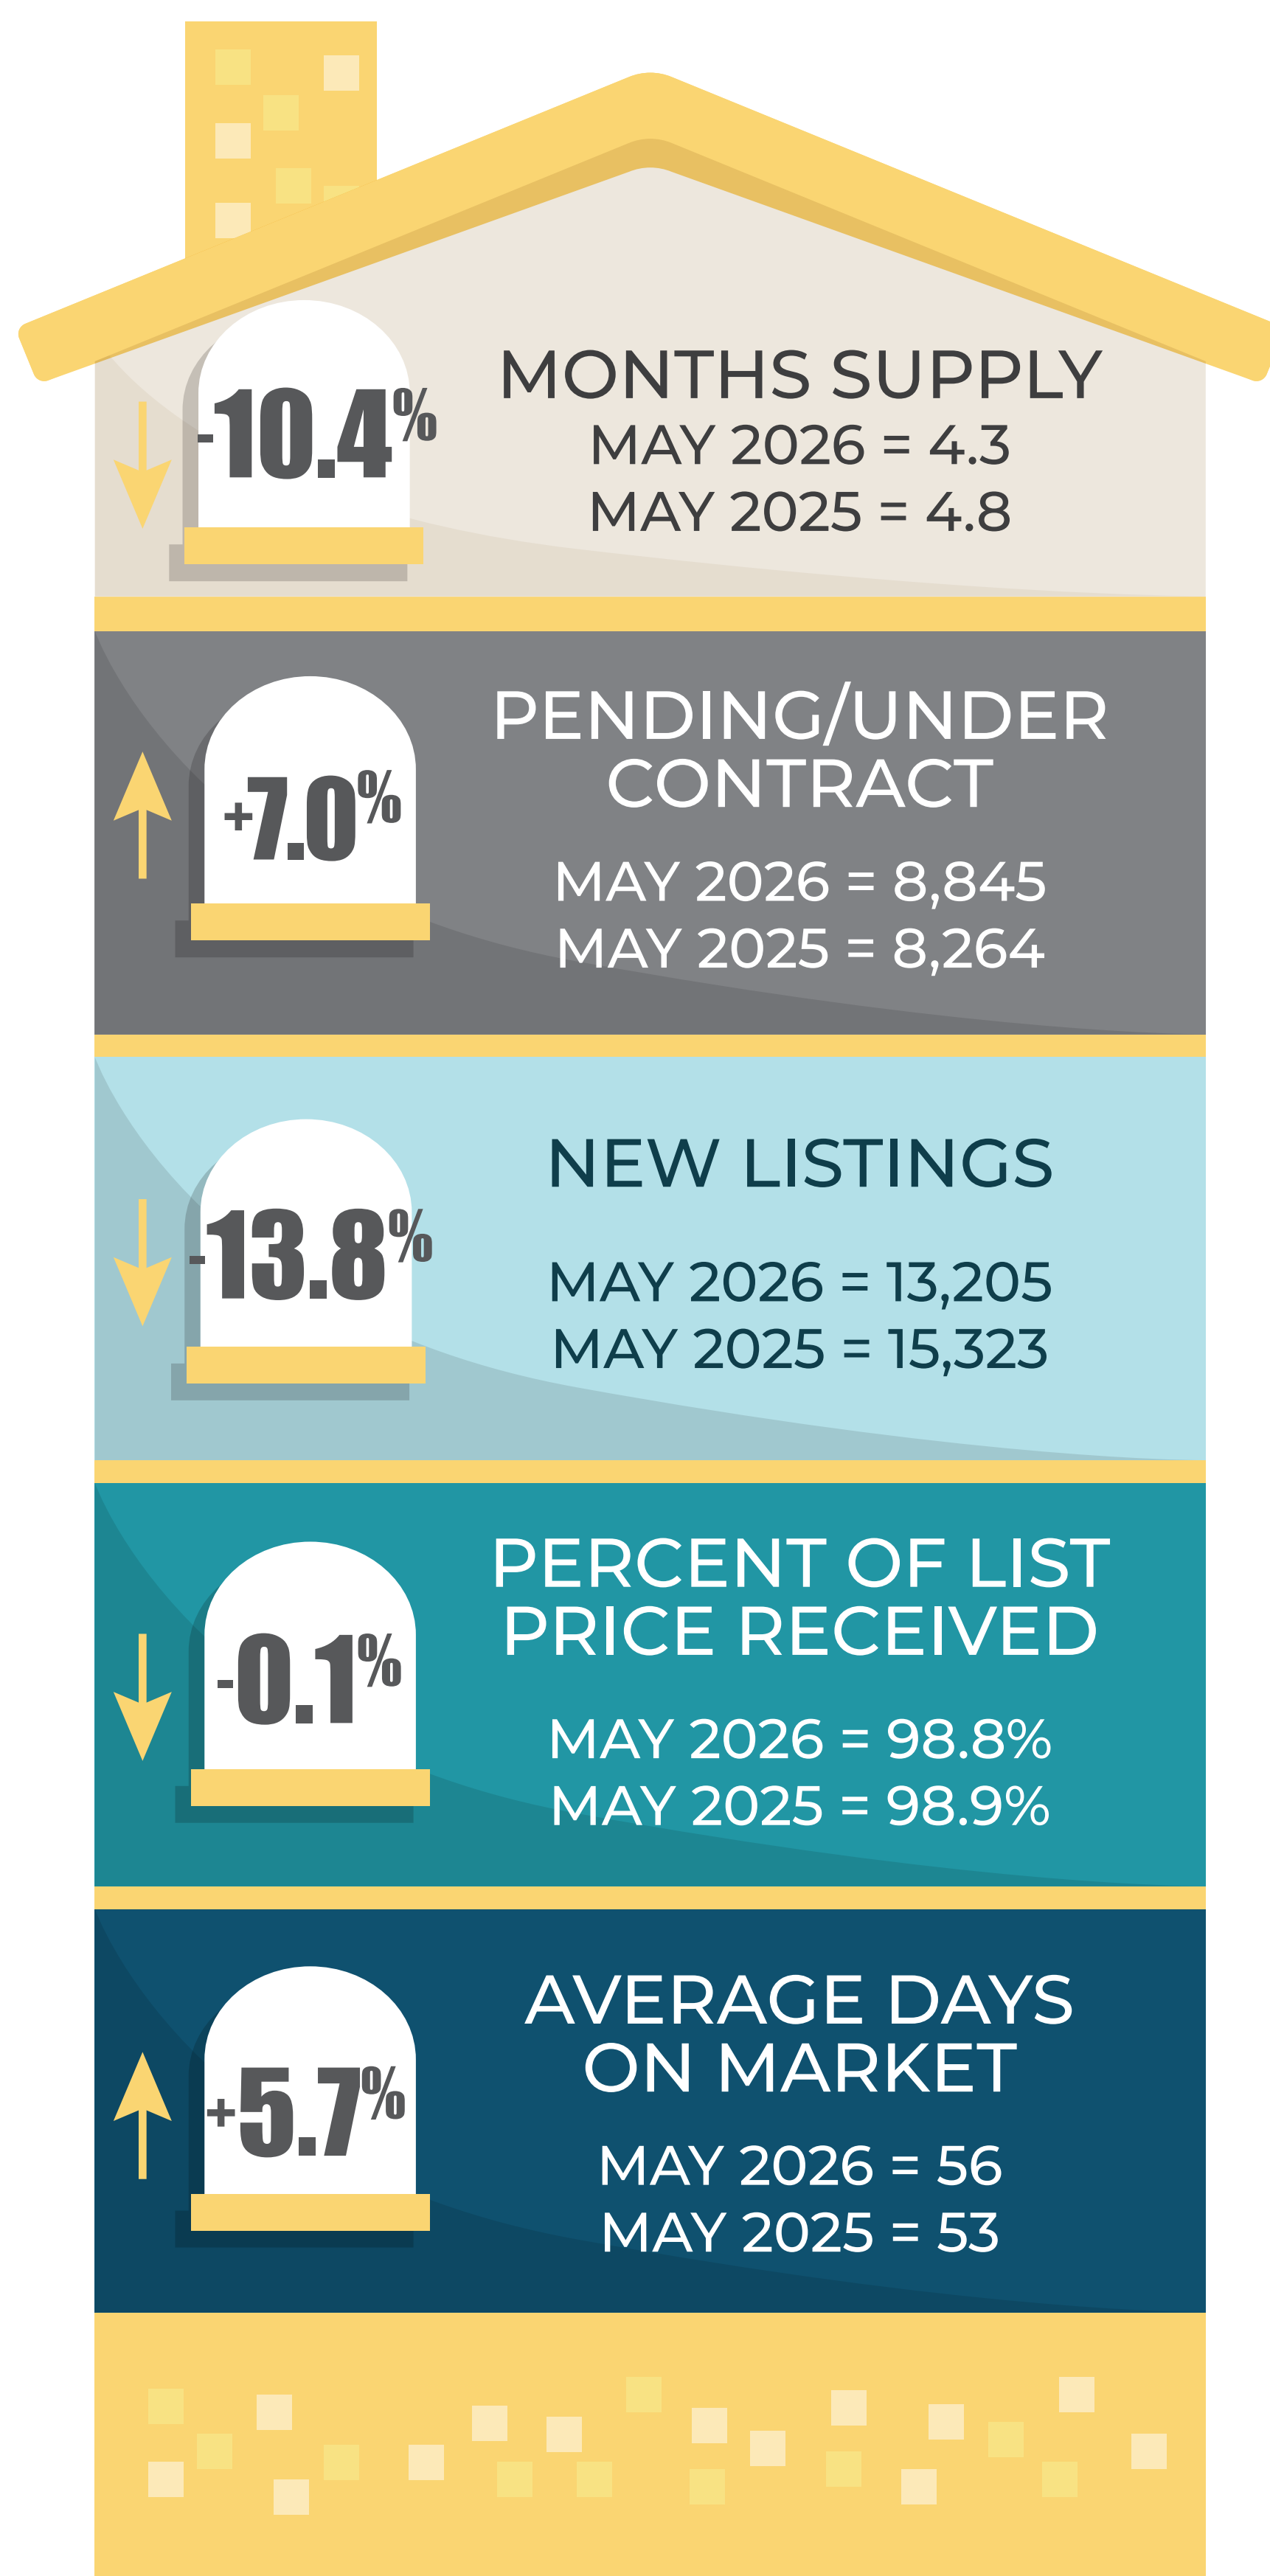 MONTHS SUPPLY
-10.4%
MAY 2026 = 4.3
MAY 2025 = 4.8
PENDING/UNDER
CONTRACT
+7.0%
MAY 2026 = 8,845
MAY 2025 = 8,264
NEW LISTINGS
-13.8%
MAY 2026 = 13,205
MAY 2025 = 15,323
PERCENT OF LIST
PRICE RECEIVED
-0.1%
MAY 2026 = 98.8%
MAY 2025 = 98.9%
AVERAGE DAYS
ON MARKET
+5.7%
MAY 2026 = 56
MAY 2025 = 53